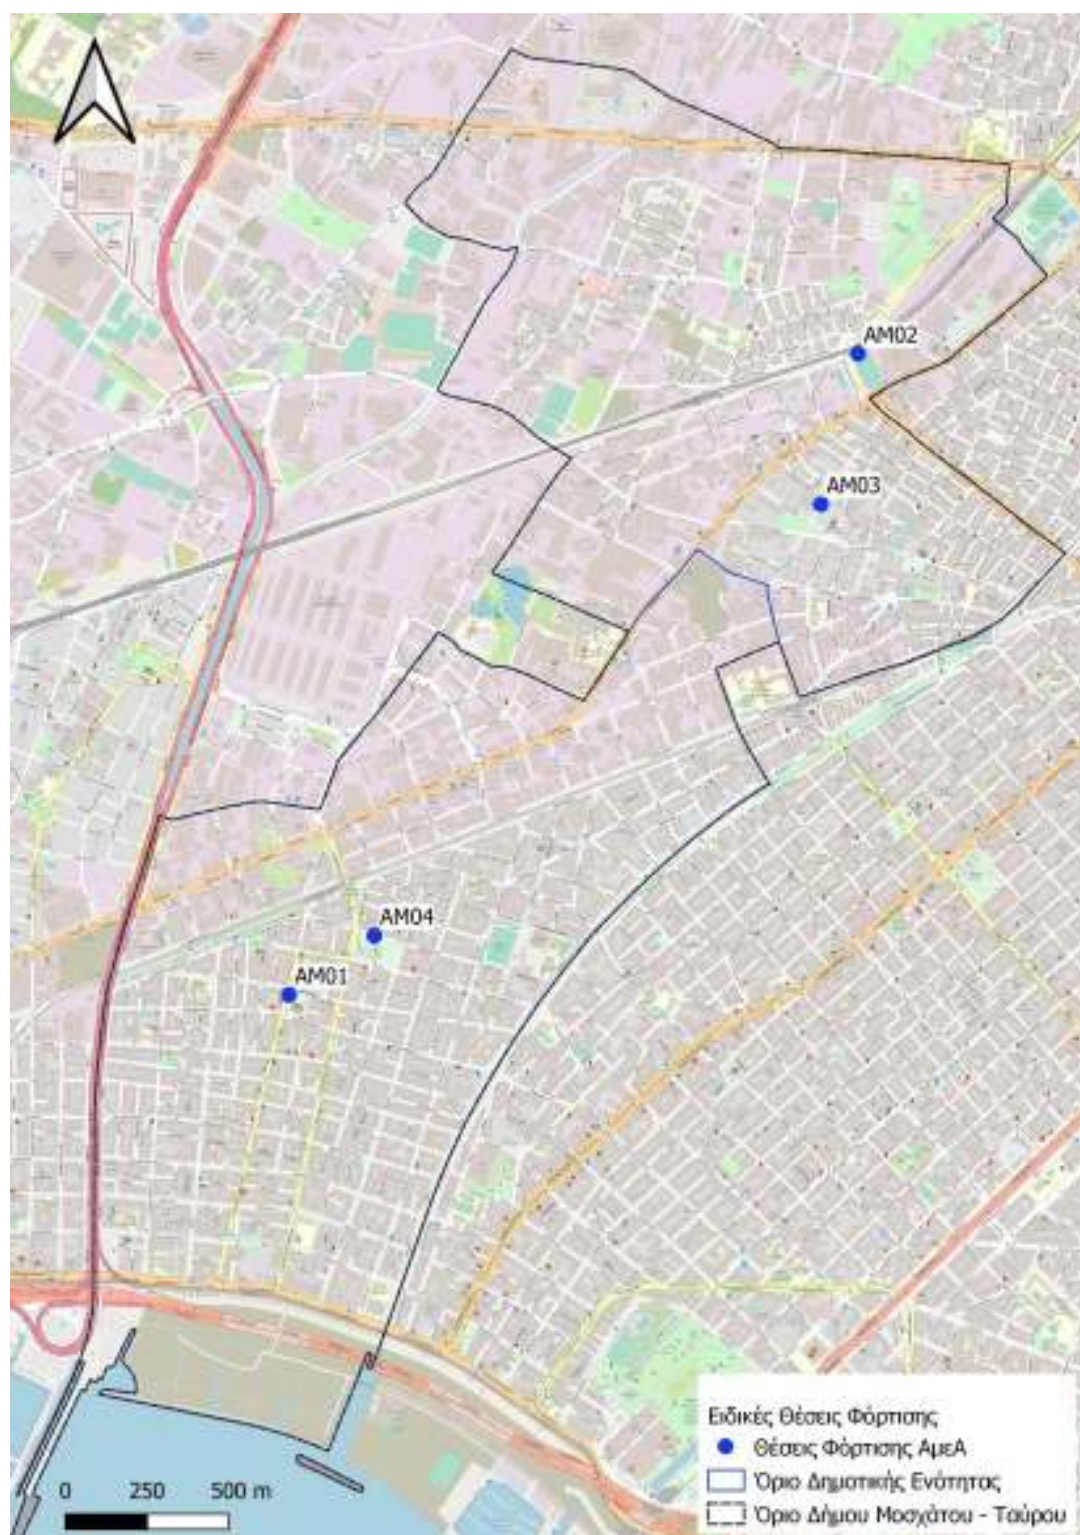 AM02
AM03
AM04
AM01
Ειδικές Θέσεις Φόρτισης
Θέσεις Φόρτισης ΑμεΑ
Όριο Δημοτικής Ενότητας
Όριο Δήμου Μοσχάτου - Ταύρου
0 250 500 m